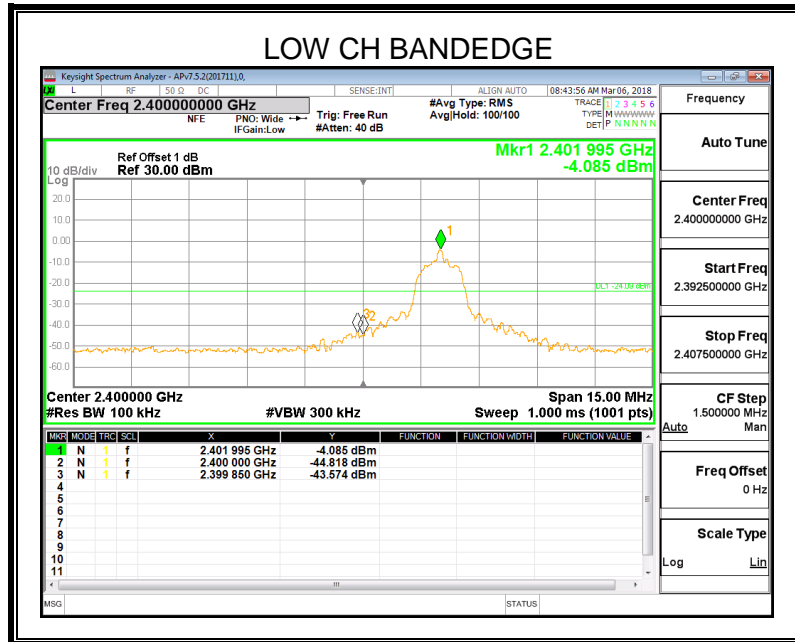 LOW CH BANDEDGE
Keysight Spectrum Analyzer - APv7.5.2(201711),0,
LXI L RF 50 Ω DC SENSE:INT ALIGN AUTO 08:43:56 AM Mar 06, 2018
Center Freq 2.400000000 GHz
NFE
PNO: Wide
IFGain:Low
Trig: Free Run
#Atten: 40 dB
#Avg Type: RMS
Avg|Hold: 100/100
TRACE 1 2 3 4 5 6
TYPE M WWWWW
DET P N N N N N
Mkr1 2.401 995 GHz
-4.085 dBm
Ref Offset 1 dB
10 dB/div Ref 30.00 dBm
Log
20.0
10.0
0.00
-10.0
-20.0
-30.0
-40.0
-50.0
-60.0
1
DL1 -24.09 dBm
3 2
Center 2.400000 GHz Span 15.00 MHz
#Res BW 100 kHz #VBW 300 kHz Sweep 1.000 ms (1001 pts)
MKR MODE TRC SCL X Y FUNCTION FUNCTION WIDTH FUNCTION VALUE
1 N 1 f 2.401 995 GHz -4.085 dBm
2 N 1 f 2.400 000 GHz -44.818 dBm
3 N 1 f 2.399 850 GHz -43.574 dBm
4
5
6
7
8
9
10
11
MSG STATUS
Frequency
Auto Tune
Center Freq
2.400000000 GHz
Start Freq
2.392500000 GHz
Stop Freq
2.407500000 GHz
CF Step
1.500000 MHz
Auto Man
Freq Offset
0 Hz
Scale Type
Log Lin